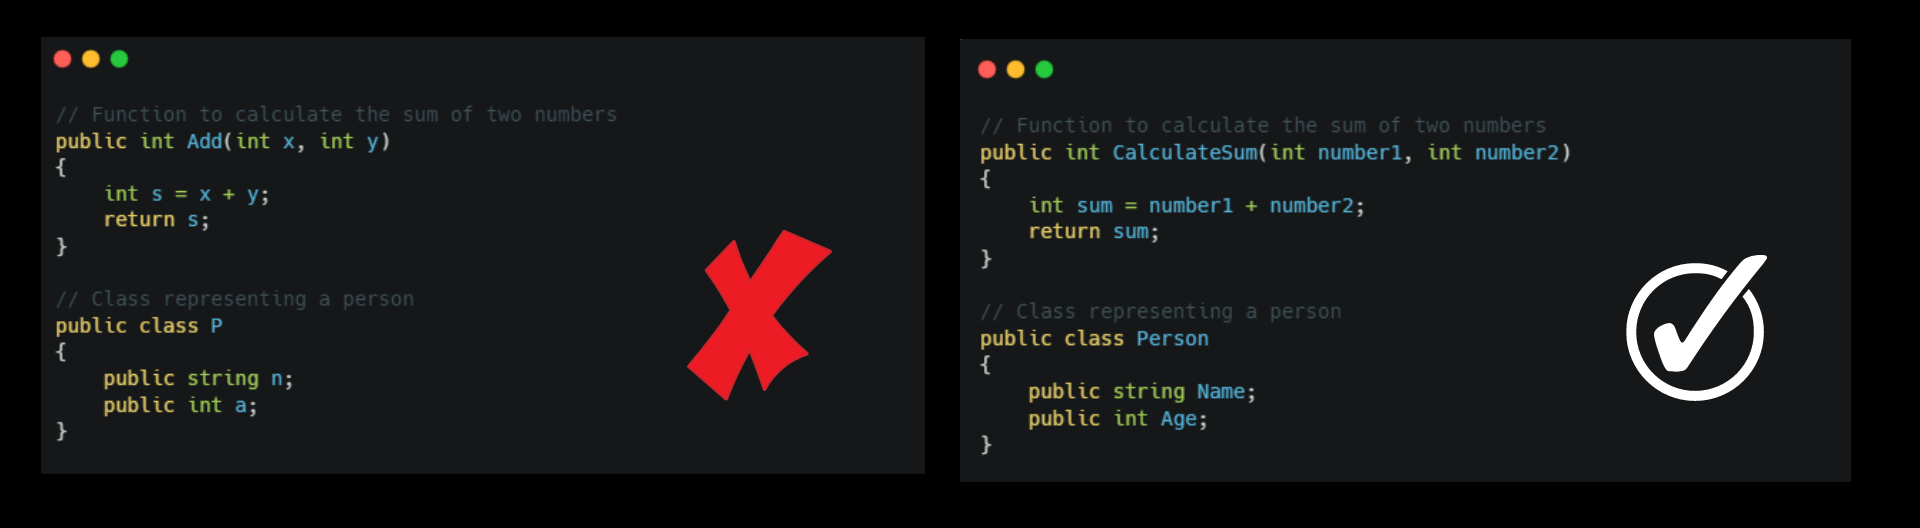 // Function to calculate the sum of two numbers
public int Add(int x, int y)
{
    int s = x + y;
    return s;
}
// Class representing a person
public class P
{
    public string n;
    public int a;
}
// Function to calculate the sum of two numbers
public int CalculateSum(int number1, int number2)
{
    int sum = number1 + number2;
    return sum;
}
// Class representing a person
public class Person
{
    public string Name;
    public int Age;
}